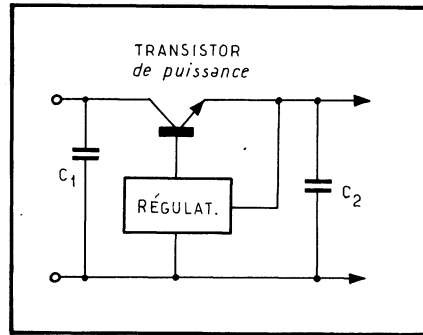 TRANSISTOR
de puissance
C1
RÉGULAT.
C2